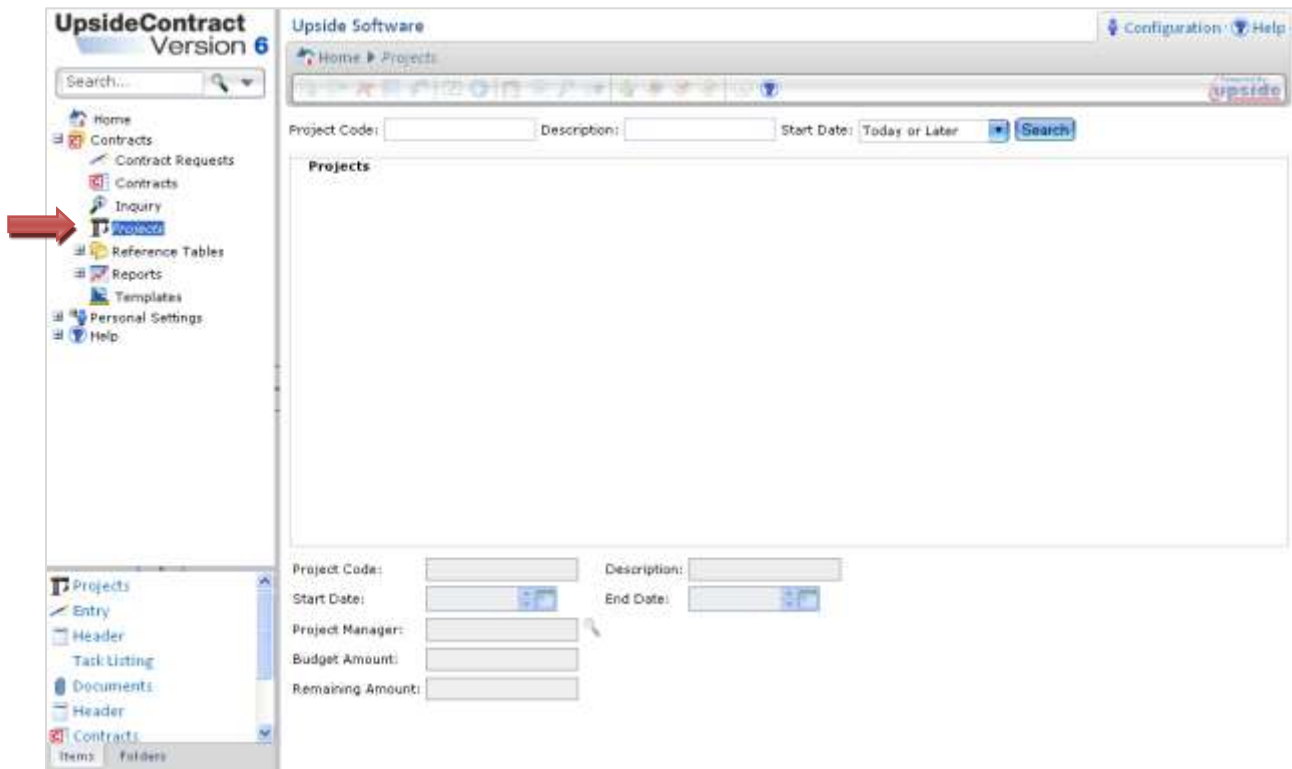 UpsideContract
Version 6
Search...
Home
Contracts
Contract Requests
Contracts
Inquiry
Projects
Reference Tables
Reports
Templates
Personal Settings
Help
Projects
Entry
Header
Task Listing
Documents
Header
Contracts
Items Folders
Upside Software
Configuration Help
Home Projects
Powered By
upside
Project Code: Description: Start Date: Today or Later Search
Projects
Project Code: Description:
Start Date: End Date:
Project Manager:
Budget Amount:
Remaining Amount: